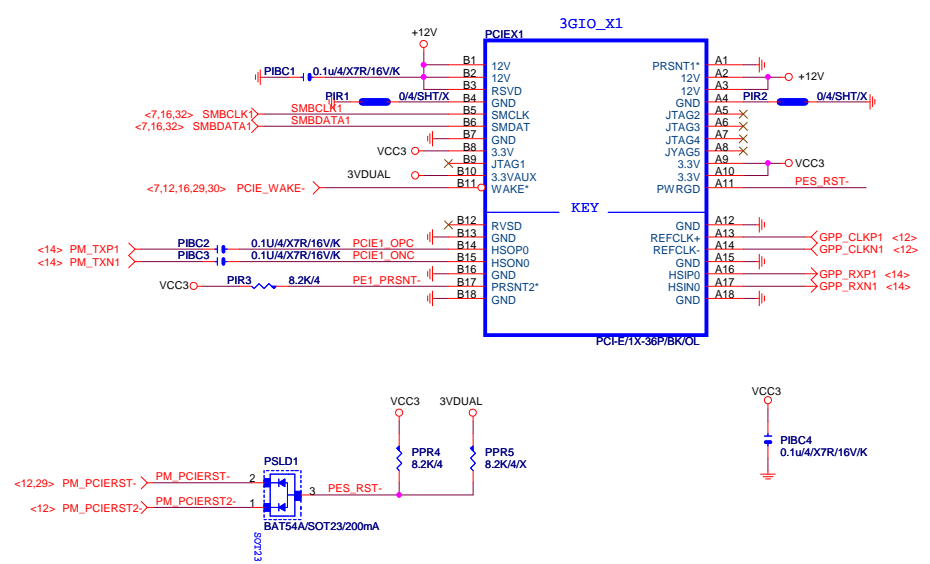 3GIO_X1
PCIEX1
+12V
PIBC1 0.1u/4/X7R/16V/K
B1 12V PRSNT1* A1
B2 12V 12V A2 +12V
B3 RSVD 12V A3
PIR1 0/4/SHT/X B4 GND GND A4 PIR2 0/4/SHT/X
<7,16,32> SMBCLK1 SMBCLK1 B5 SMCLK JTAG2 A5
<7,16,32> SMBDATA1 SMBDATA1 B6 SMDAT JTAG3 A6
B7 GND JTAG4 A7
VCC3 B8 3.3V JYAG5 A8
B9 JTAG1 3.3V A9 VCC3
3VDUAL B10 3.3VAUX 3.3V A10
<7,12,16,29,30> PCIE_WAKE- B11 WAKE* PWRGD A11 PES_RST-
KEY
B12 RVSD GND A12
B13 GND REFCLK+ A13 GPP_CLKP1 <12>
<14> PM_TXP1 PIBC2 0.1U/4/X7R/16V/K PCIE1_OPC B14 HSOP0 REFCLK- A14 GPP_CLKN1 <12>
<14> PM_TXN1 PIBC3 0.1U/4/X7R/16V/K PCIE1_ONC B15 HSON0 GND A15
B16 GND HSIP0 A16 GPP_RXP1 <14>
VCC3 PIR3 8.2K/4 PE1_PRSNT- B17 PRSNT2* HSIN0 A17 GPP_RXN1 <14>
B18 GND GND A18
PCI-E/1X-36P/BK/OL
VCC3 3VDUAL
PPR4 8.2K/4
PPR5 8.2K/4/X
VCC3
PIBC4
0.1u/4/X7R/16V/K
PSLD1
<12,29> PM_PCIERST- PM_PCIERST- 2
3 PES_RST-
<12> PM_PCIERST2- PM_PCIERST2- 1
BAT54A/SOT23/200mA
SOT23